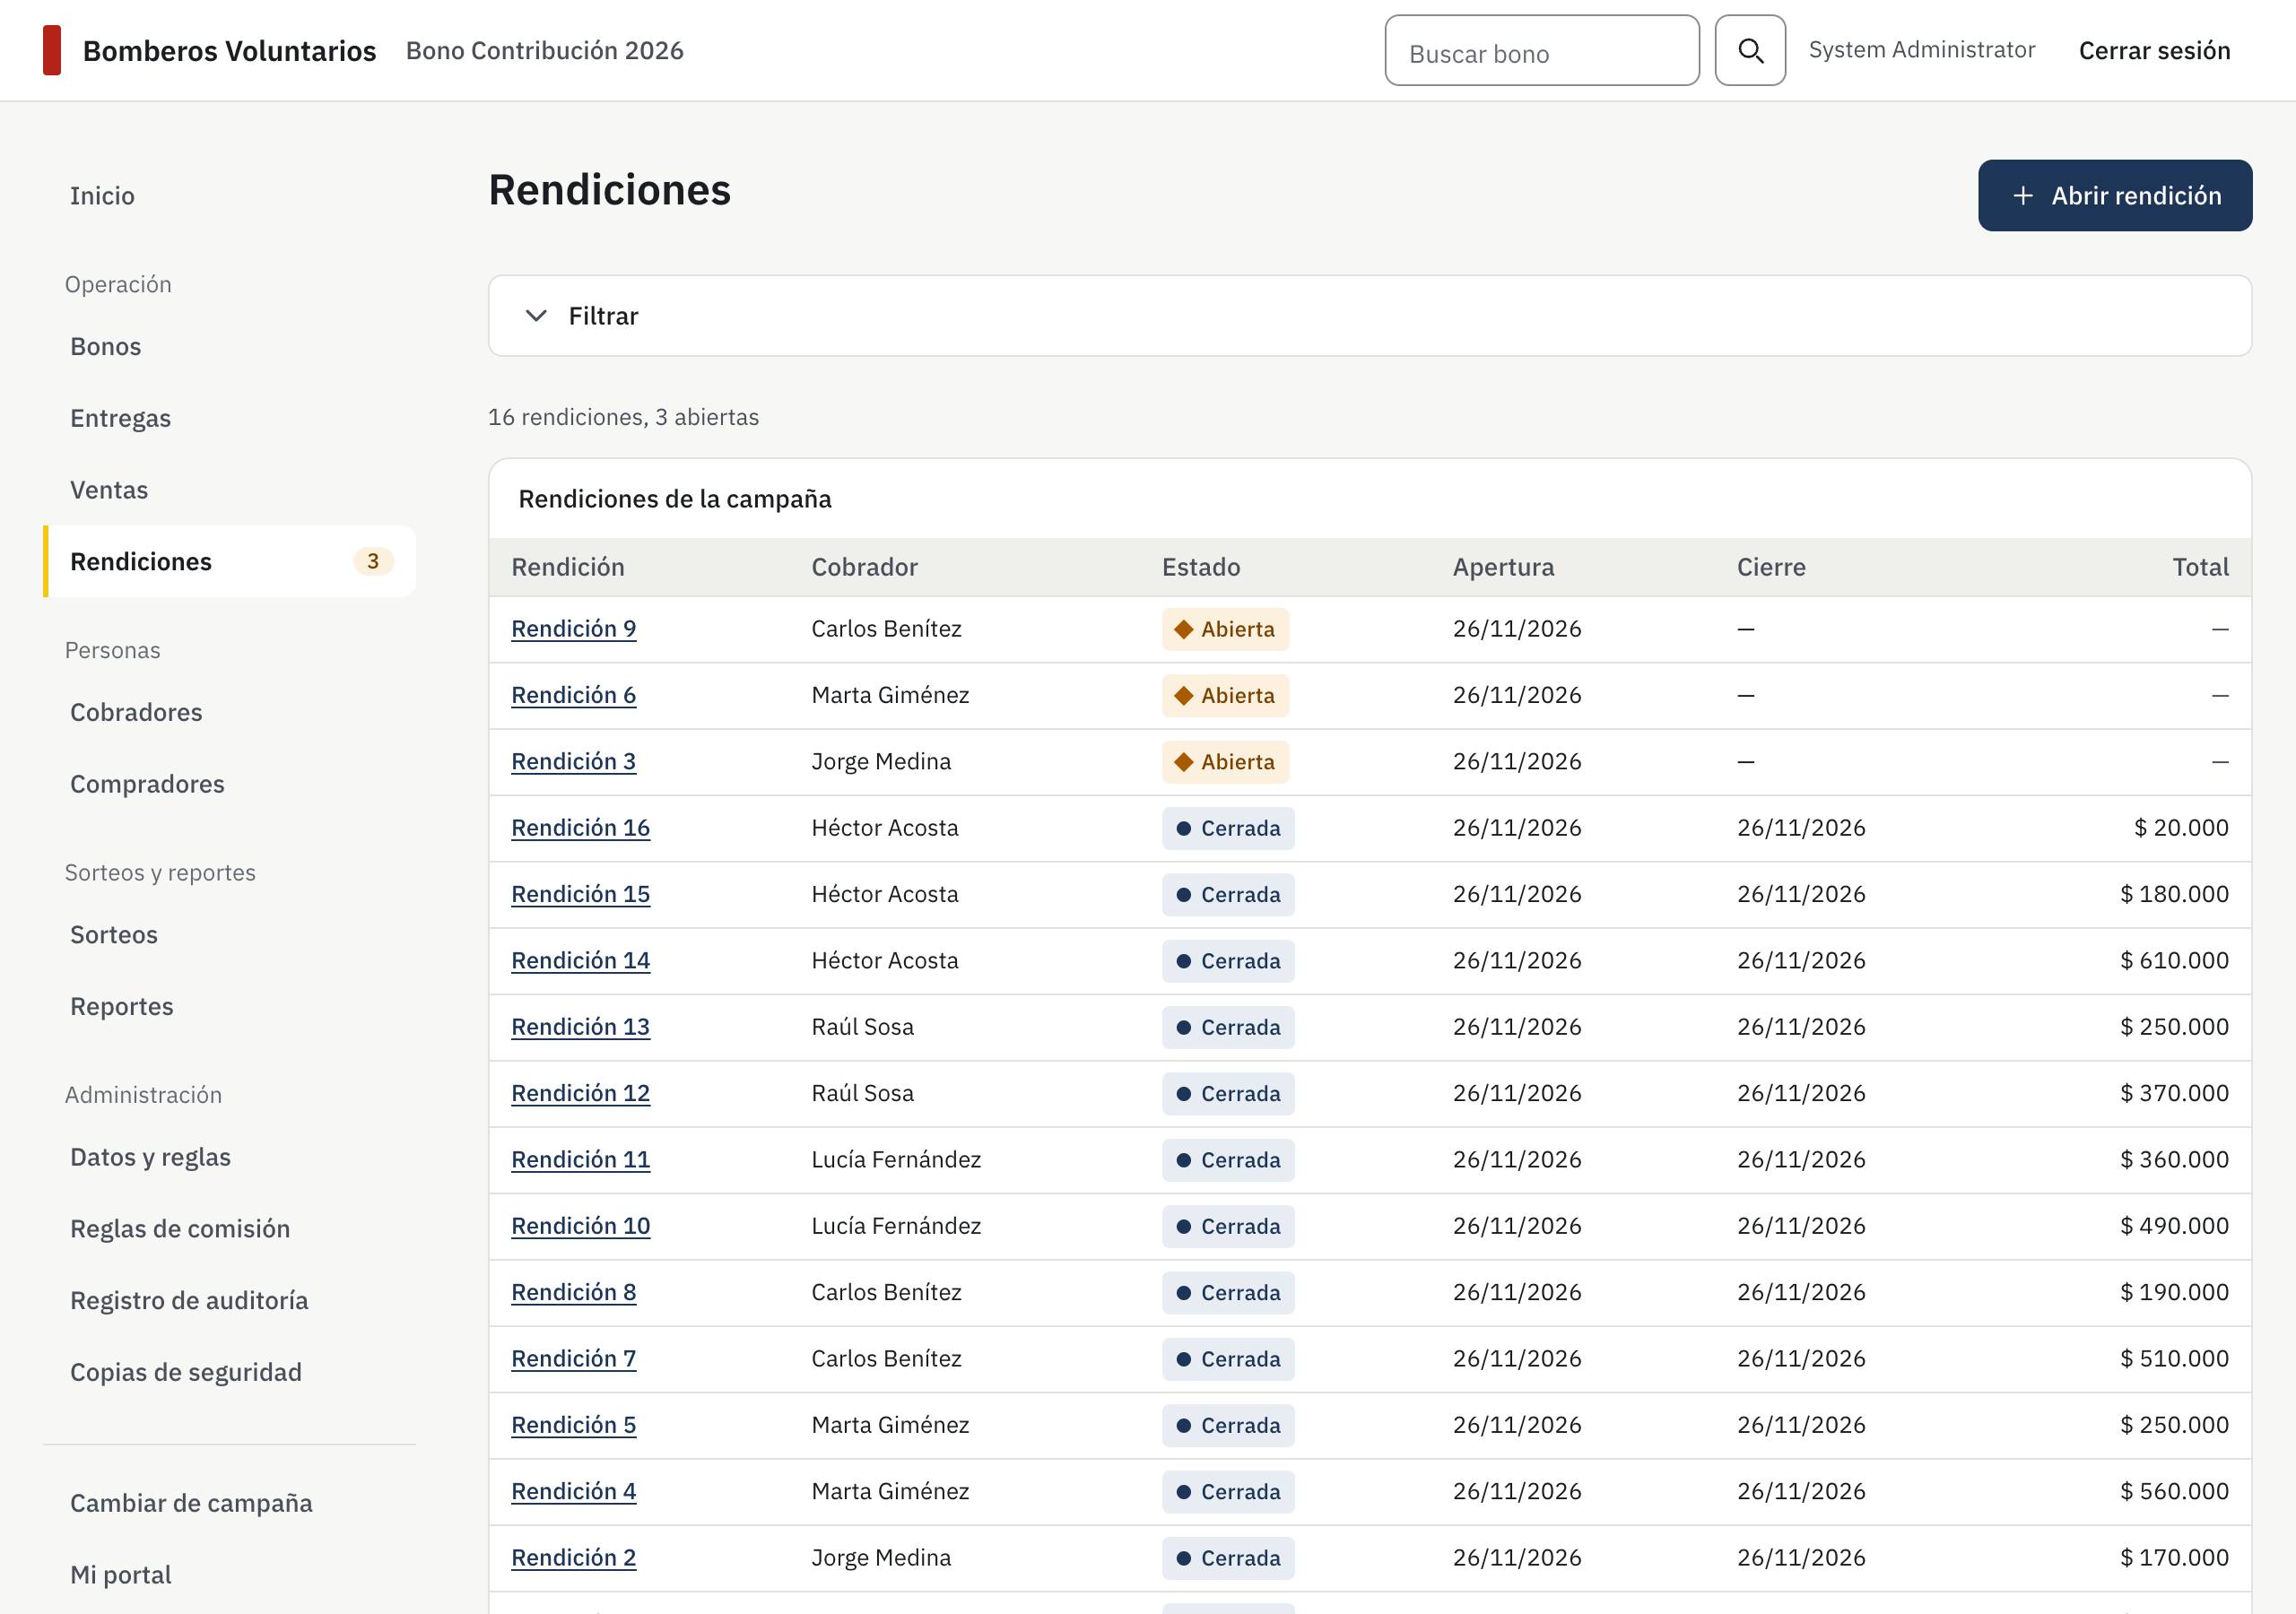 Bomberos Voluntarios Bono Contribución 2026 Buscar bono System Administrator Cerrar sesión
Inicio
Operación
Bonos
Entregas
Ventas
Rendiciones 3
Personas
Cobradores
Compradores
Sorteos y reportes
Sorteos
Reportes
Administración
Datos y reglas
Reglas de comisión
Registro de auditoría
Copias de seguridad
Cambiar de campaña
Mi portal
Rendiciones
+ Abrir rendición
Filtrar
16 rendiciones, 3 abiertas
Rendiciones de la campaña
Rendición Cobrador Estado Apertura Cierre Total
Rendición 9 Carlos Benítez Abierta 26/11/2026 — —
Rendición 6 Marta Giménez Abierta 26/11/2026 — —
Rendición 3 Jorge Medina Abierta 26/11/2026 — —
Rendición 16 Héctor Acosta Cerrada 26/11/2026 26/11/2026 $ 20.000
Rendición 15 Héctor Acosta Cerrada 26/11/2026 26/11/2026 $ 180.000
Rendición 14 Héctor Acosta Cerrada 26/11/2026 26/11/2026 $ 610.000
Rendición 13 Raúl Sosa Cerrada 26/11/2026 26/11/2026 $ 250.000
Rendición 12 Raúl Sosa Cerrada 26/11/2026 26/11/2026 $ 370.000
Rendición 11 Lucía Fernández Cerrada 26/11/2026 26/11/2026 $ 360.000
Rendición 10 Lucía Fernández Cerrada 26/11/2026 26/11/2026 $ 490.000
Rendición 8 Carlos Benítez Cerrada 26/11/2026 26/11/2026 $ 190.000
Rendición 7 Carlos Benítez Cerrada 26/11/2026 26/11/2026 $ 510.000
Rendición 5 Marta Giménez Cerrada 26/11/2026 26/11/2026 $ 250.000
Rendición 4 Marta Giménez Cerrada 26/11/2026 26/11/2026 $ 560.000
Rendición 2 Jorge Medina Cerrada 26/11/2026 26/11/2026 $ 170.000